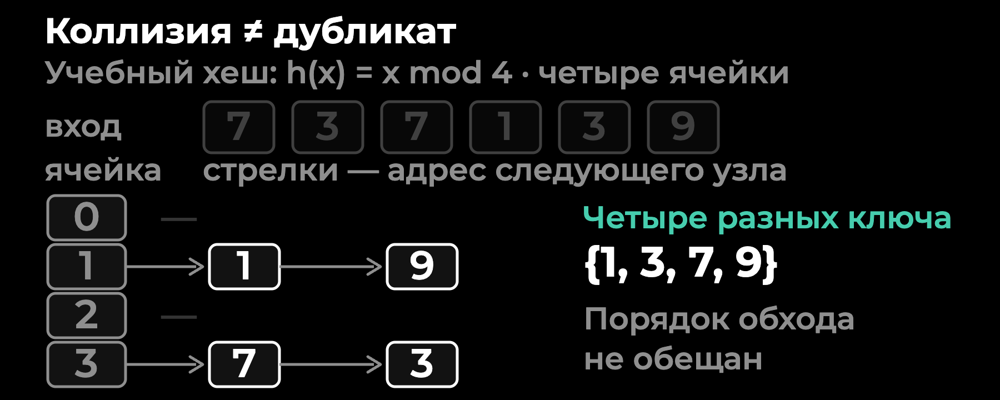 Коллизия ≠ дубликат
Учебный хеш: h(x) = x mod 4 · четыре ячейки
вход 7 3 7 1 3 9
ячейка стрелки — адрес следующего узла
0 —
1 1 9
2 —
3 7 3
Четыре разных ключа
{1, 3, 7, 9}
Порядок обхода
не обещан